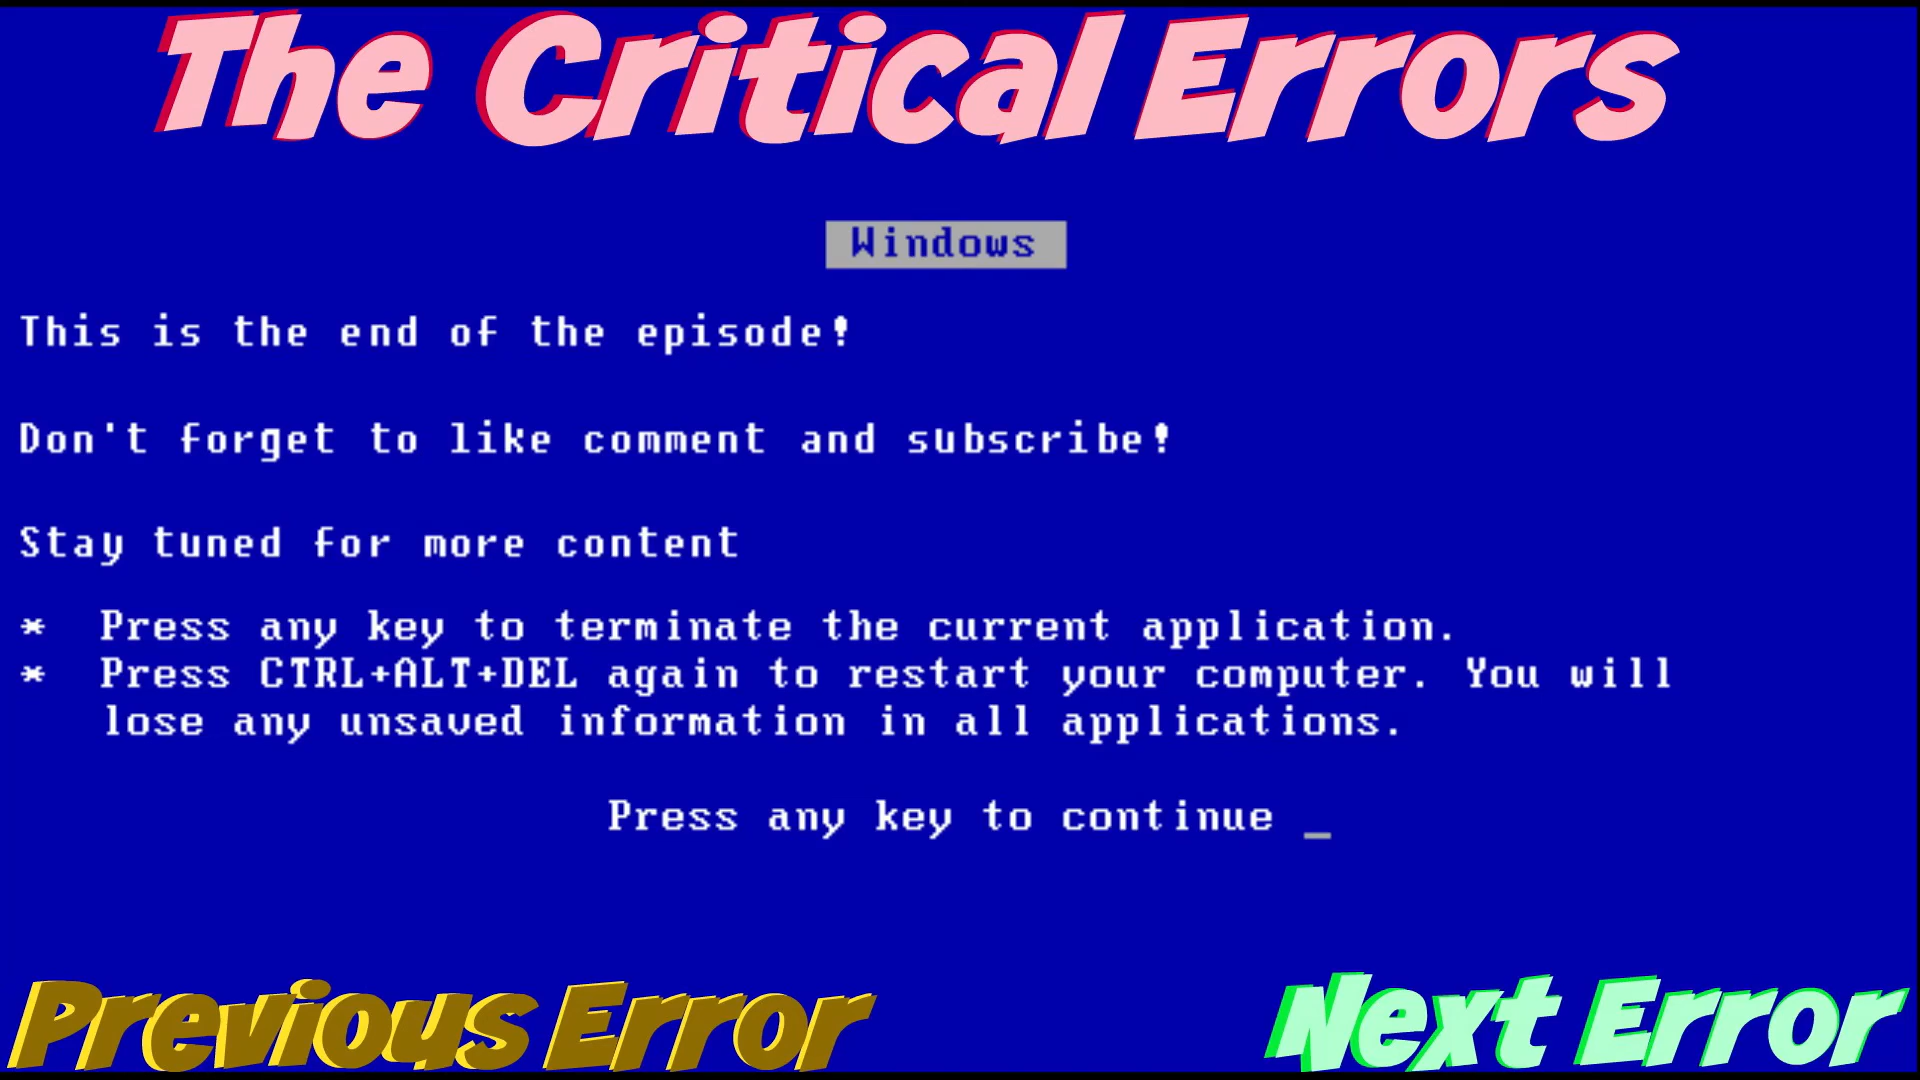 The Critical Errors
Windows
This is the end of the episode!
Don't forget to like comment and subscribe!
Stay tuned for more content
* Press any key to terminate the current application.
* Press CTRL+ALT+DEL again to restart your computer. You will
lose any unsaved information in all applications.
Press any key to continue _
Previous Error
Next Error